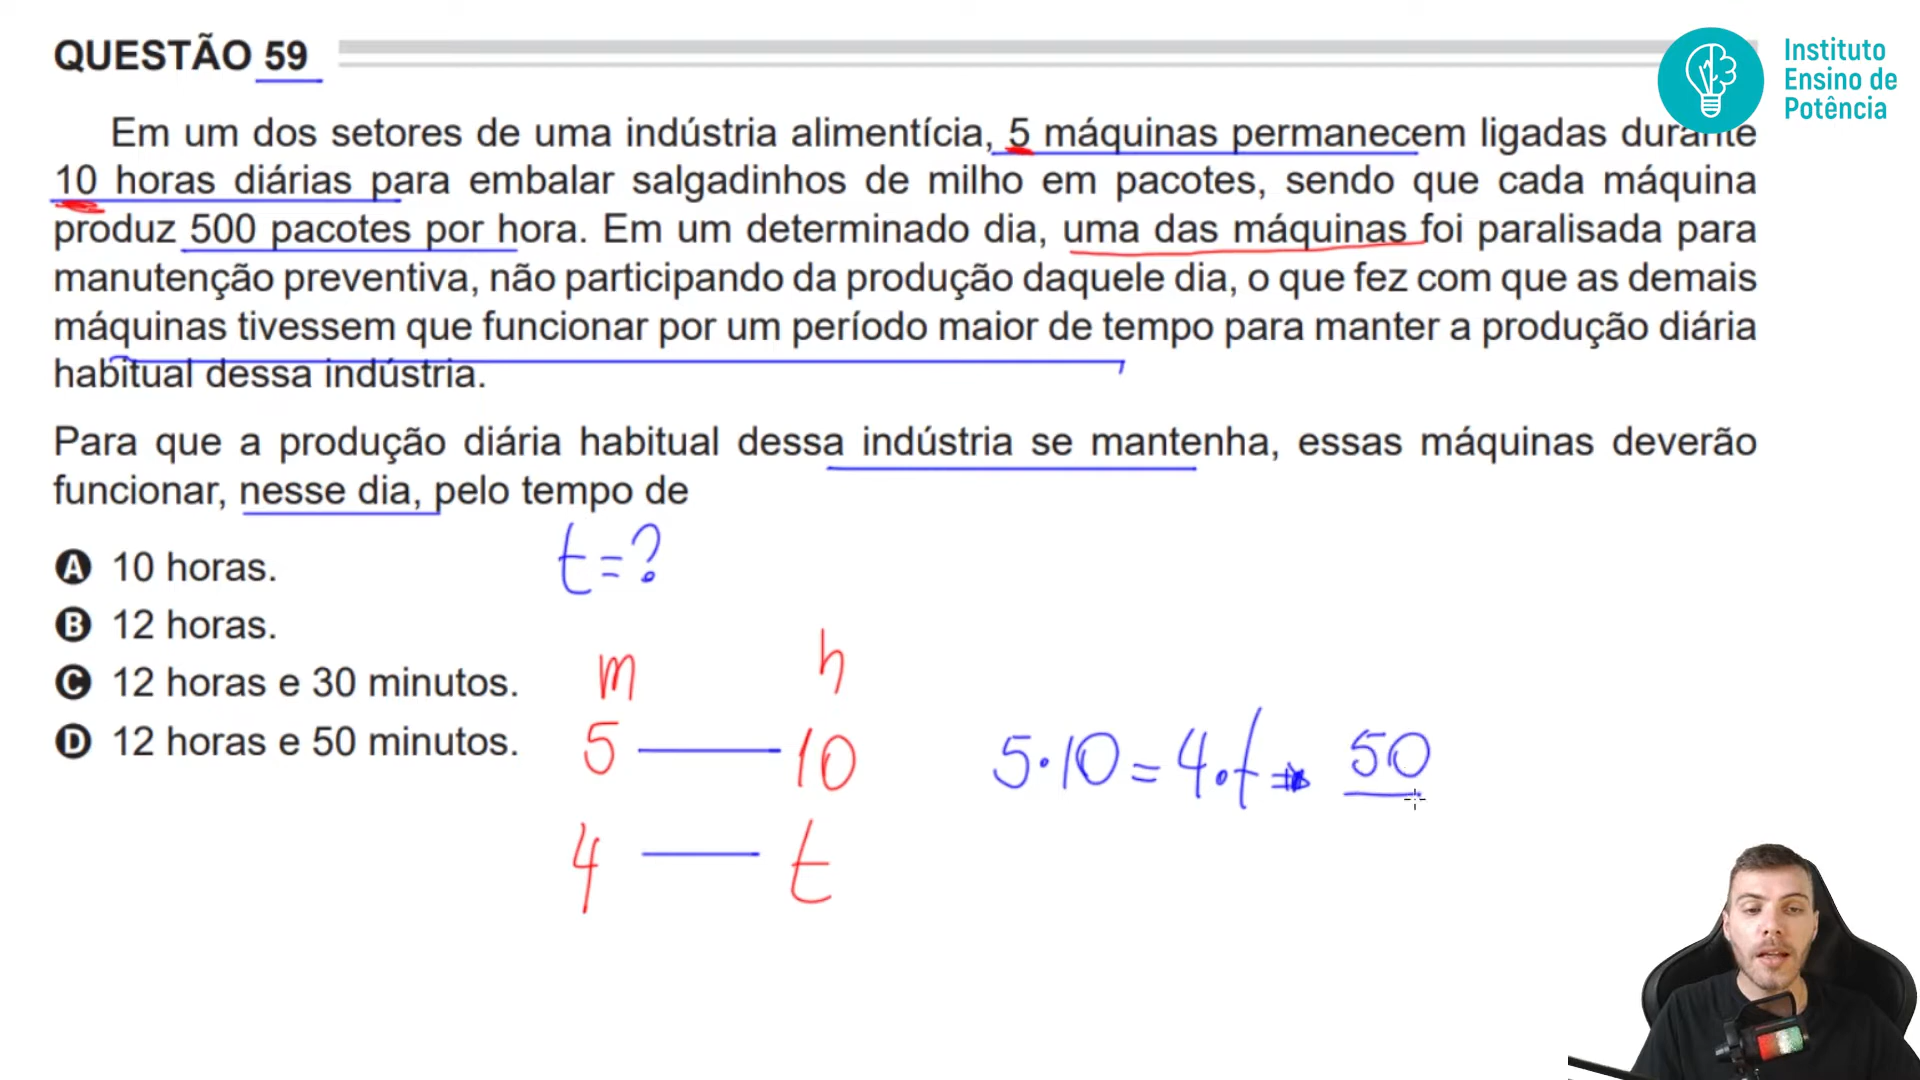 QUESTÃO 59
Instituto
Ensino de
Potência
Em um dos setores de uma indústria alimentícia, 5 máquinas permanecem ligadas durante
10 horas diárias para embalar salgadinhos de milho em pacotes, sendo que cada máquina
produz 500 pacotes por hora. Em um determinado dia, uma das máquinas foi paralisada para
manutenção preventiva, não participando da produção daquele dia, o que fez com que as demais
máquinas tivessem que funcionar por um período maior de tempo para manter a produção diária
habitual dessa indústria.
Para que a produção diária habitual dessa indústria se mantenha, essas máquinas deverão
funcionar, nesse dia, pelo tempo de
t=?
A 10 horas.
B 12 horas.
C 12 horas e 30 minutos.
D 12 horas e 50 minutos.
m h
5 — 10
4 — t
5·10=4.t⇒ 50